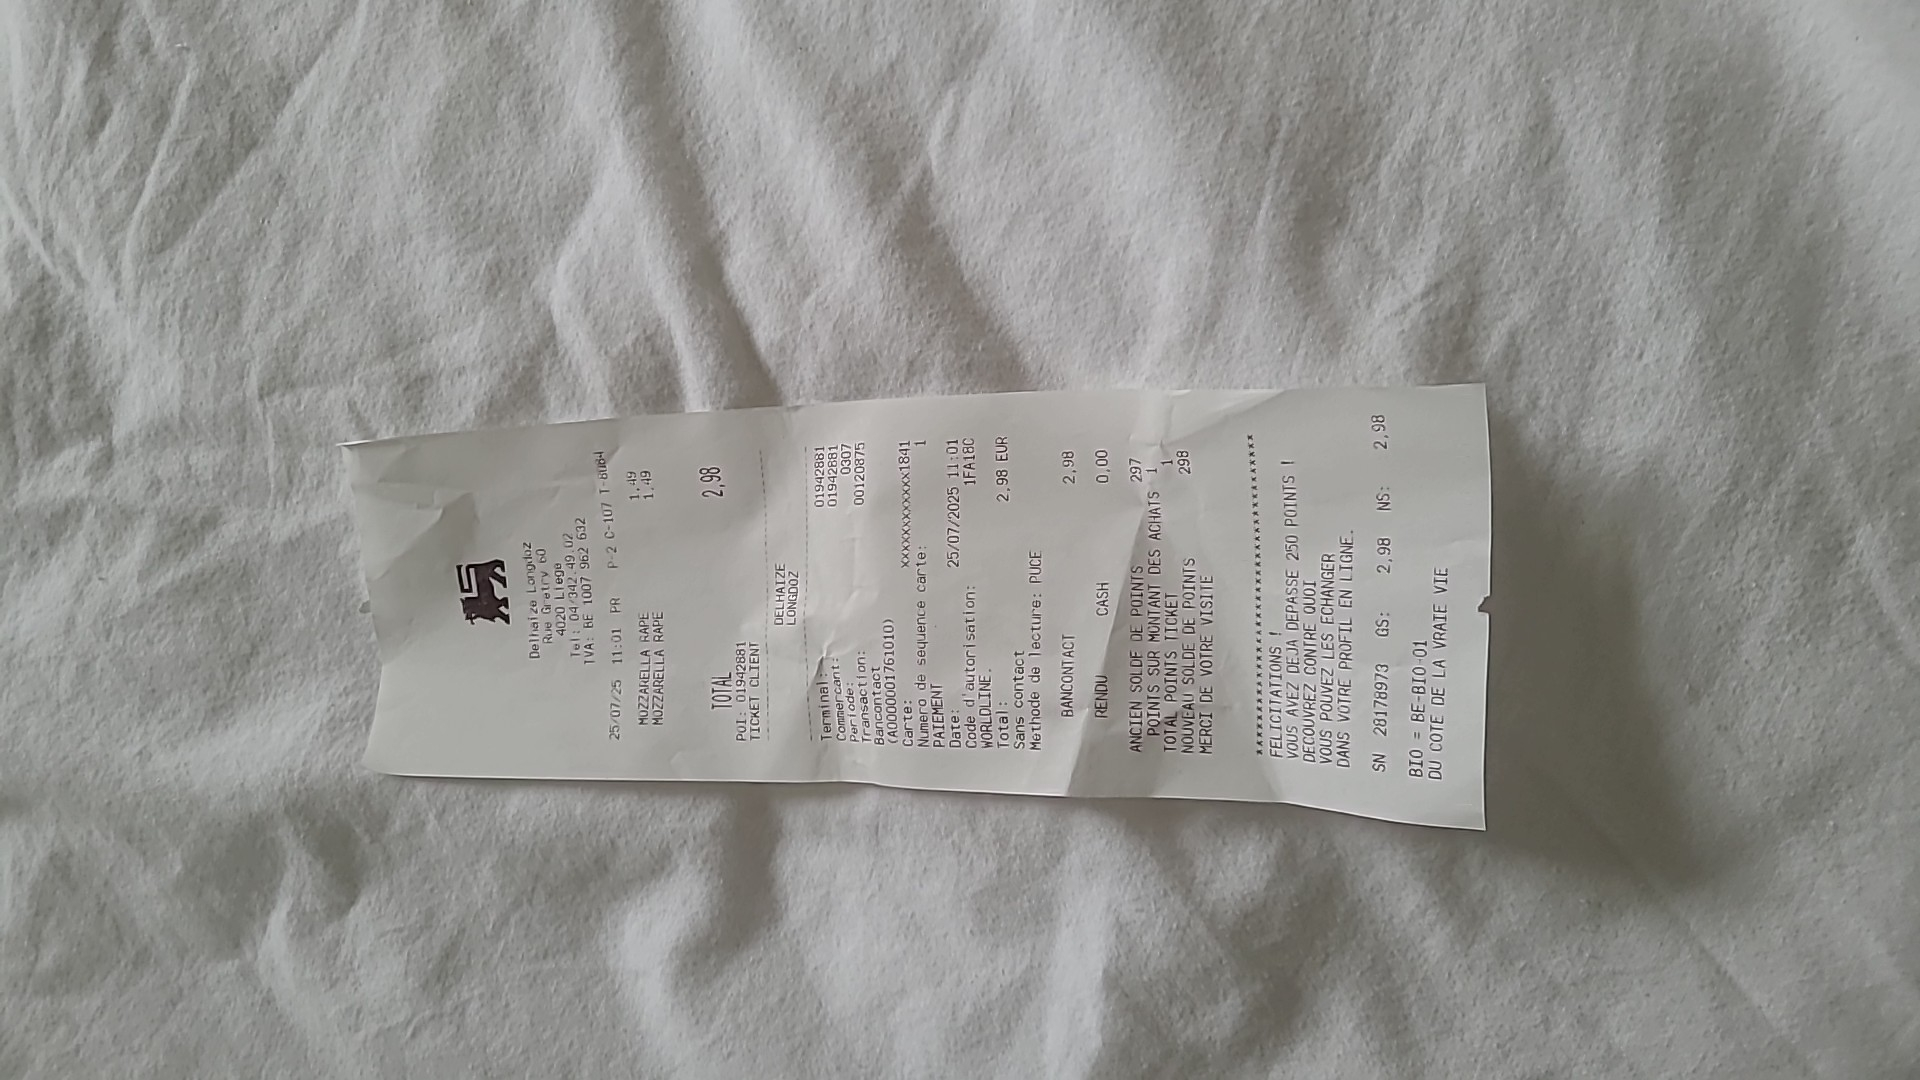 Delhaize Longdoz
Rue Gretry 60
4020 Liege
Tel: 04/342.49.02
TVA: BE 1007 962 632
25/07/25 11:01 PR P-2 C-107
MOZZARELLA RAPE 1,49
MOZZARELLA RAPE 1,49
TOTAL 2,98
POI: 01942881
TICKET CLIENT
DELHAIZE
LONGDOZ
Terminal: 01942881
Commercant: 01942881
Periode: 0307
Transaction: 00120875
Bancontact
(A0000001761010)
Carte: xxxxxxxxxxxxx1841
Numero de sequence carte: 1
PAIEMENT
Date: 25/07/2025 11:01
Code d'autorisation: 1FA18C
WORLDLINE.
Total: 2,98 EUR
Sans contact
Methode de lecture: PUCE
BANCONTACT 2,98
RENDU CASH 0,00
ANCIEN SOLDE DE POINTS 297
POINTS SUR MONTANT DES ACHATS 1
TOTAL POINTS TICKET 1
NOUVEAU SOLDE DE POINTS 298
MERCI DE VOTRE VISITE
****************************************
FELICITATIONS !
VOUS AVEZ DEJA DEPASSE 250 POINTS !
DECOUVREZ CONTRE QUOI
VOUS POUVEZ LES ECHANGER
DANS VOTRE PROFIL EN LIGNE.
SN 28178973 GS: 2,98 NS: 2,98
BIO = BE-BIO-01
DU COTE DE LA VRAIE VIE